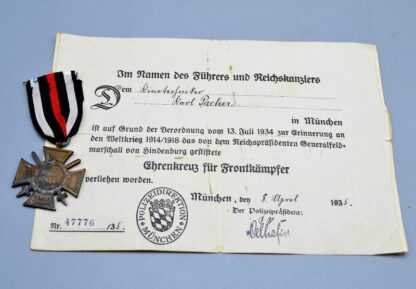 Im Namen des Führers und Reichskanzlers
Dem
Karl Pacher
in München
ist auf Grund der Verordnung vom 13. Juli 1934 zur Erinnerung an
den Weltkrieg 1914/1918 das von dem Reichspräsidenten Generalfeld-
marschall von Hindenburg gestiftete
Ehrenkreuz für Frontkämpfer
verliehen worden.
München, den 8. April 1935.
Der Polizeipräsident:
Nr. 47776 /35.
POLIZEIDIREKTION
MÜNCHEN